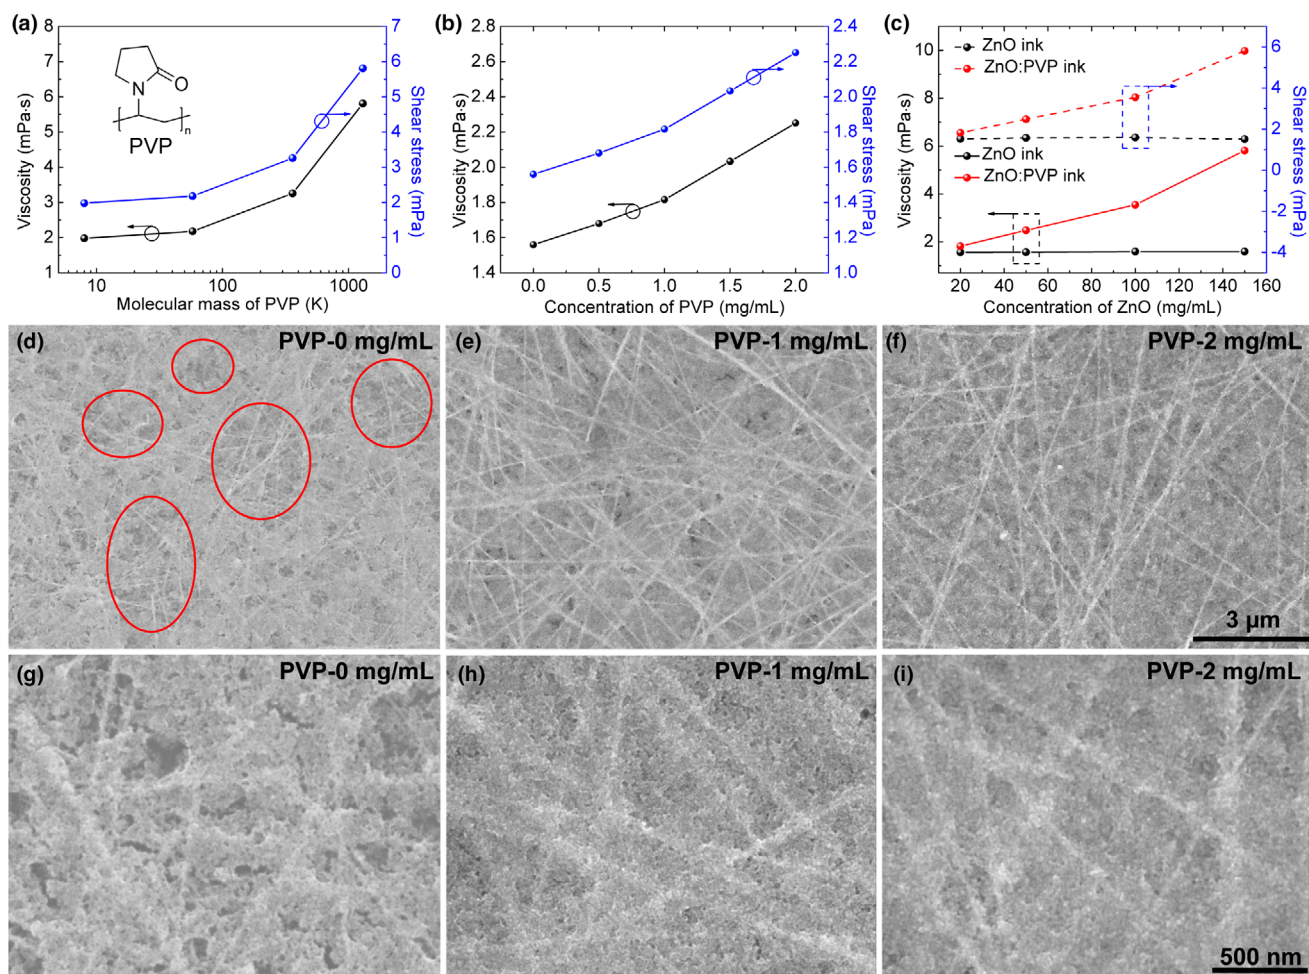 (a)
8
7
6
5
4
3
2
1
Viscosity (mPa·s)
7
6
5
4
3
2
1
0
Shear stress (mPa)
N
O
n
PVP
10
100
1000
Molecular mass of PVP (K)
(b)
2.8
2.6
2.4
2.2
2.0
1.8
1.6
1.4
Viscosity (mPa·s)
2.4
2.2
2.0
1.8
1.6
1.4
1.2
1.0
Shear stress (mPa)
0.0
0.5
1.0
1.5
2.0
Concentration of PVP (mg/mL)
(c)
10
8
6
4
2
Viscosity (mPa·s)
6
4
2
0
−2
−4
Shear stress (mPa)
ZnO ink
ZnO:PVP ink
ZnO ink
ZnO:PVP ink
20
40
60
80
100
120
140
160
Concentration of ZnO (mg/mL)
(d)
PVP-0 mg/mL
(e)
PVP-1 mg/mL
(f)
PVP-2 mg/mL
3 μm
(g)
PVP-0 mg/mL
(h)
PVP-1 mg/mL
(i)
PVP-2 mg/mL
500 nm